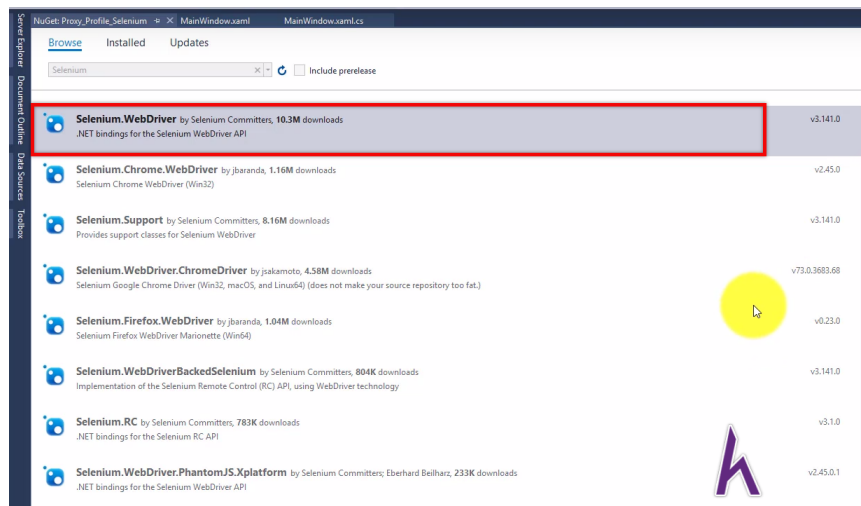 NuGet: Proxy_Profile_Selenium MainWindow.xaml MainWindow.xaml.cs
Server Explorer
Document Outline
Data Sources
Toolbox
Browse Installed Updates
Selenium Include prerelease
Selenium.WebDriver by Selenium Committers, 10.3M downloads v3.141.0
.NET bindings for the Selenium WebDriver API
Selenium.Chrome.WebDriver by jbaranda, 1.16M downloads v2.45.0
Selenium Chrome WebDriver (Win32)
Selenium.Support by Selenium Committers, 8.16M downloads v3.141.0
Provides support classes for Selenium WebDriver
Selenium.WebDriver.ChromeDriver by jsakamoto, 4.58M downloads v73.0.3683.68
Selenium Google Chrome Driver (Win32, macOS, and Linux64) (does not make your source repository too fat.)
Selenium.Firefox.WebDriver by jbaranda, 1.04M downloads v0.23.0
Selenium Firefox WebDriver Marionette (Win64)
Selenium.WebDriverBackedSelenium by Selenium Committers, 804K downloads v3.141.0
Implementation of the Selenium Remote Control (RC) API, using WebDriver technology
Selenium.RC by Selenium Committers, 783K downloads v3.1.0
.NET bindings for the Selenium RC API
Selenium.WebDriver.PhantomJS.Xplatform by Selenium Committers; Eberhard Beilharz, 233K downloads v2.45.0.1
.NET bindings for the Selenium WebDriver API